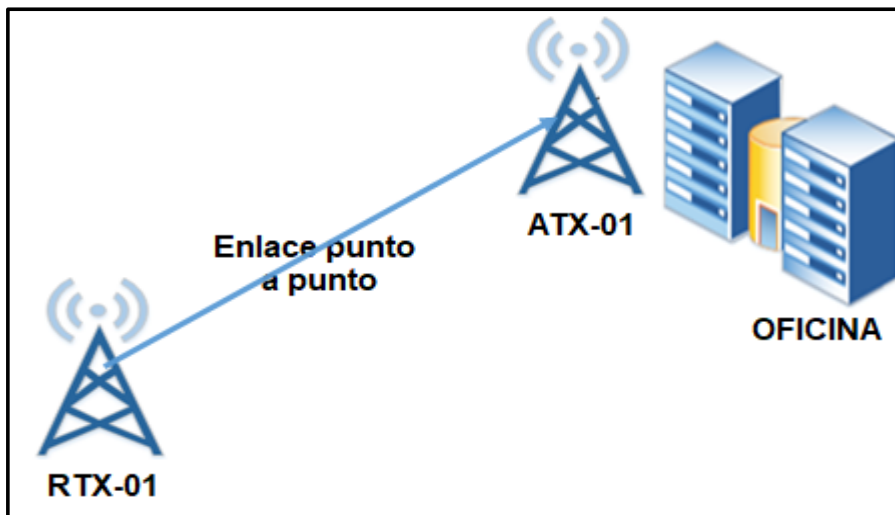 ATX-01
Enlace punto
a punto
OFICINA
RTX-01